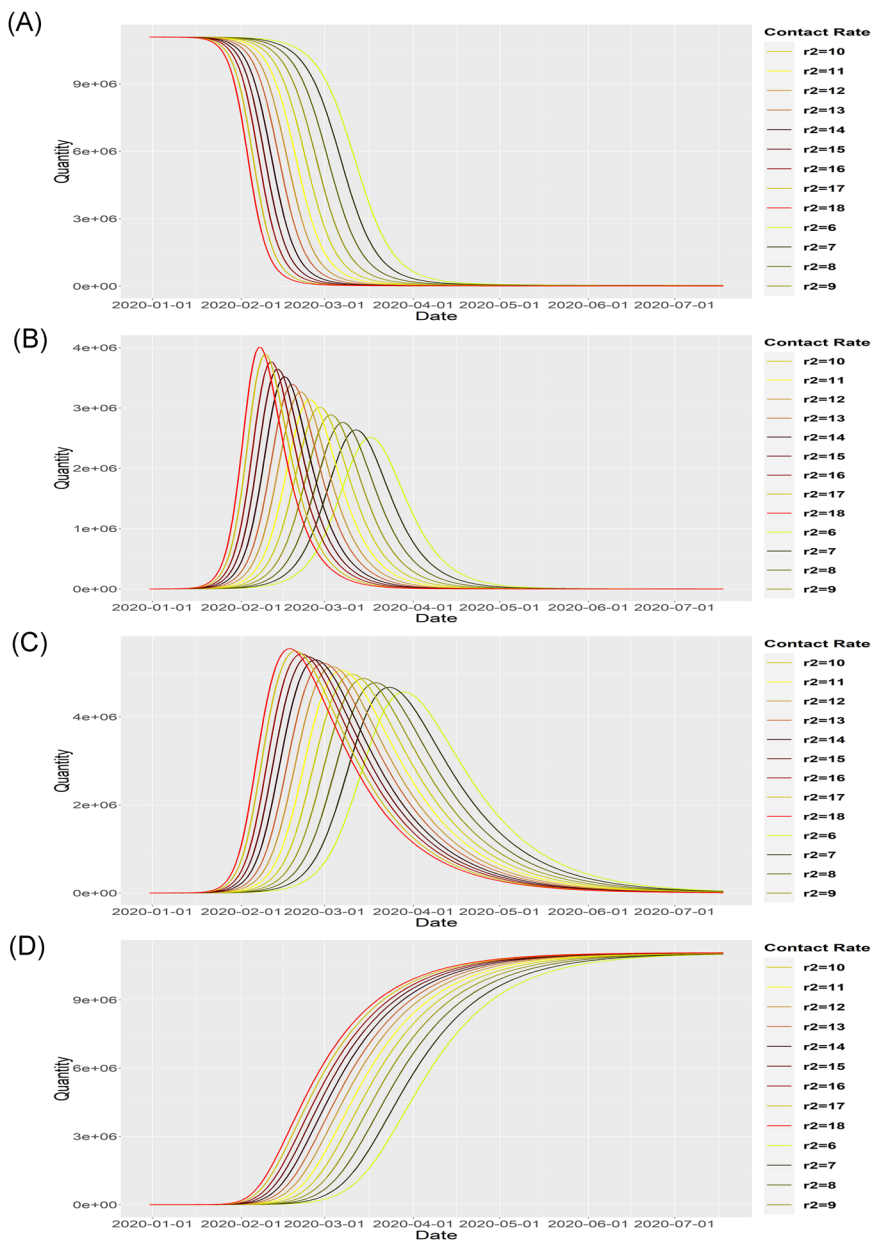 (A)
Contact Rate
r2=10
r2=11
r2=12
r2=13
r2=14
r2=15
r2=16
r2=17
r2=18
r2=6
r2=7
r2=8
r2=9
Quantity
9e+06
6e+06
3e+06
0e+00
2020-01-01 2020-02-01 2020-03-01 2020-04-01 2020-05-01 2020-06-01 2020-07-01
Date
(B)
Contact Rate
r2=10
r2=11
r2=12
r2=13
r2=14
r2=15
r2=16
r2=17
r2=18
r2=6
r2=7
r2=8
r2=9
Quantity
4e+06
3e+06
2e+06
1e+06
0e+00
2020-01-01 2020-02-01 2020-03-01 2020-04-01 2020-05-01 2020-06-01 2020-07-01
Date
(C)
Contact Rate
r2=10
r2=11
r2=12
r2=13
r2=14
r2=15
r2=16
r2=17
r2=18
r2=6
r2=7
r2=8
r2=9
Quantity
4e+06
2e+06
0e+00
2020-01-01 2020-02-01 2020-03-01 2020-04-01 2020-05-01 2020-06-01 2020-07-01
Date
(D)
Contact Rate
r2=10
r2=11
r2=12
r2=13
r2=14
r2=15
r2=16
r2=17
r2=18
r2=6
r2=7
r2=8
r2=9
Quantity
9e+06
6e+06
3e+06
0e+00
2020-01-01 2020-02-01 2020-03-01 2020-04-01 2020-05-01 2020-06-01 2020-07-01
Date